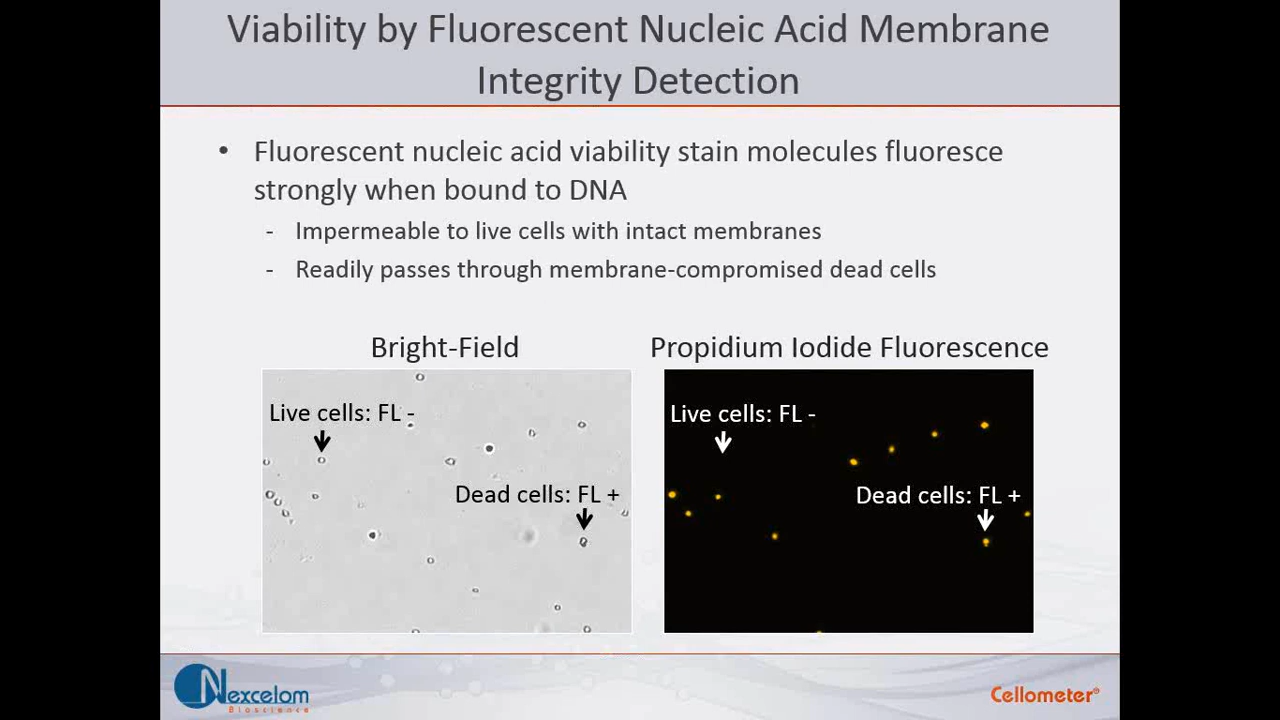 Viability by Fluorescent Nucleic Acid Membrane
Integrity Detection
• Fluorescent nucleic acid viability stain molecules fluoresce
strongly when bound to DNA
- Impermeable to live cells with intact membranes
- Readily passes through membrane-compromised dead cells
Bright-Field
Propidium Iodide Fluorescence
Live cells: FL -
Dead cells: FL +
Live cells: FL -
Dead cells: FL +
Nexcelom
Bioscience
Cellometer®